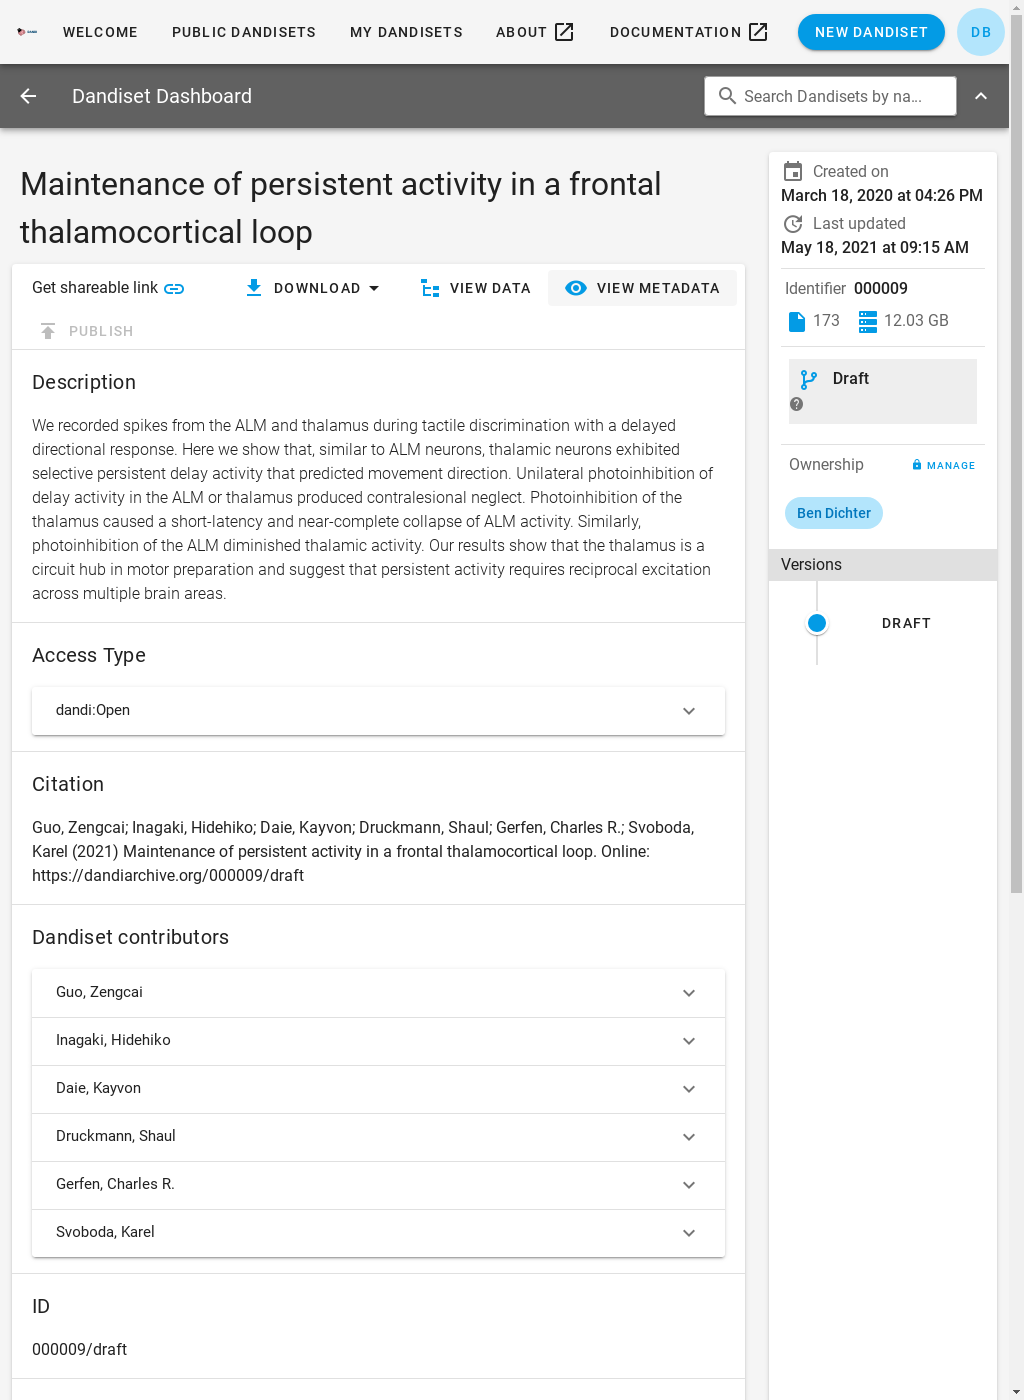 WELCOME PUBLIC DANDISETS MY DANDISETS ABOUT DOCUMENTATION NEW DANDISET DB
Dandiset Dashboard Search Dandisets by na...
Maintenance of persistent activity in a frontal
thalamocortical loop
Get shareable link DOWNLOAD VIEW DATA VIEW METADATA
PUBLISH
Description
We recorded spikes from the ALM and thalamus during tactile discrimination with a delayed
directional response. Here we show that, similar to ALM neurons, thalamic neurons exhibited
selective persistent delay activity that predicted movement direction. Unilateral photoinhibition of
delay activity in the ALM or thalamus produced contralesional neglect. Photoinhibition of the
thalamus caused a short-latency and near-complete collapse of ALM activity. Similarly,
photoinhibition of the ALM diminished thalamic activity. Our results show that the thalamus is a
circuit hub in motor preparation and suggest that persistent activity requires reciprocal excitation
across multiple brain areas.
Access Type
dandi:Open
Citation
Guo, Zengcai; Inagaki, Hidehiko; Daie, Kayvon; Druckmann, Shaul; Gerfen, Charles R.; Svoboda,
Karel (2021) Maintenance of persistent activity in a frontal thalamocortical loop. Online:
https://dandiarchive.org/000009/draft
Dandiset contributors
Guo, Zengcai
Inagaki, Hidehiko
Daie, Kayvon
Druckmann, Shaul
Gerfen, Charles R.
Svoboda, Karel
ID
000009/draft
Created on
March 18, 2020 at 04:26 PM
Last updated
May 18, 2021 at 09:15 AM
Identifier 000009
173 12.03 GB
Draft
?
Ownership MANAGE
Ben Dichter
Versions
DRAFT